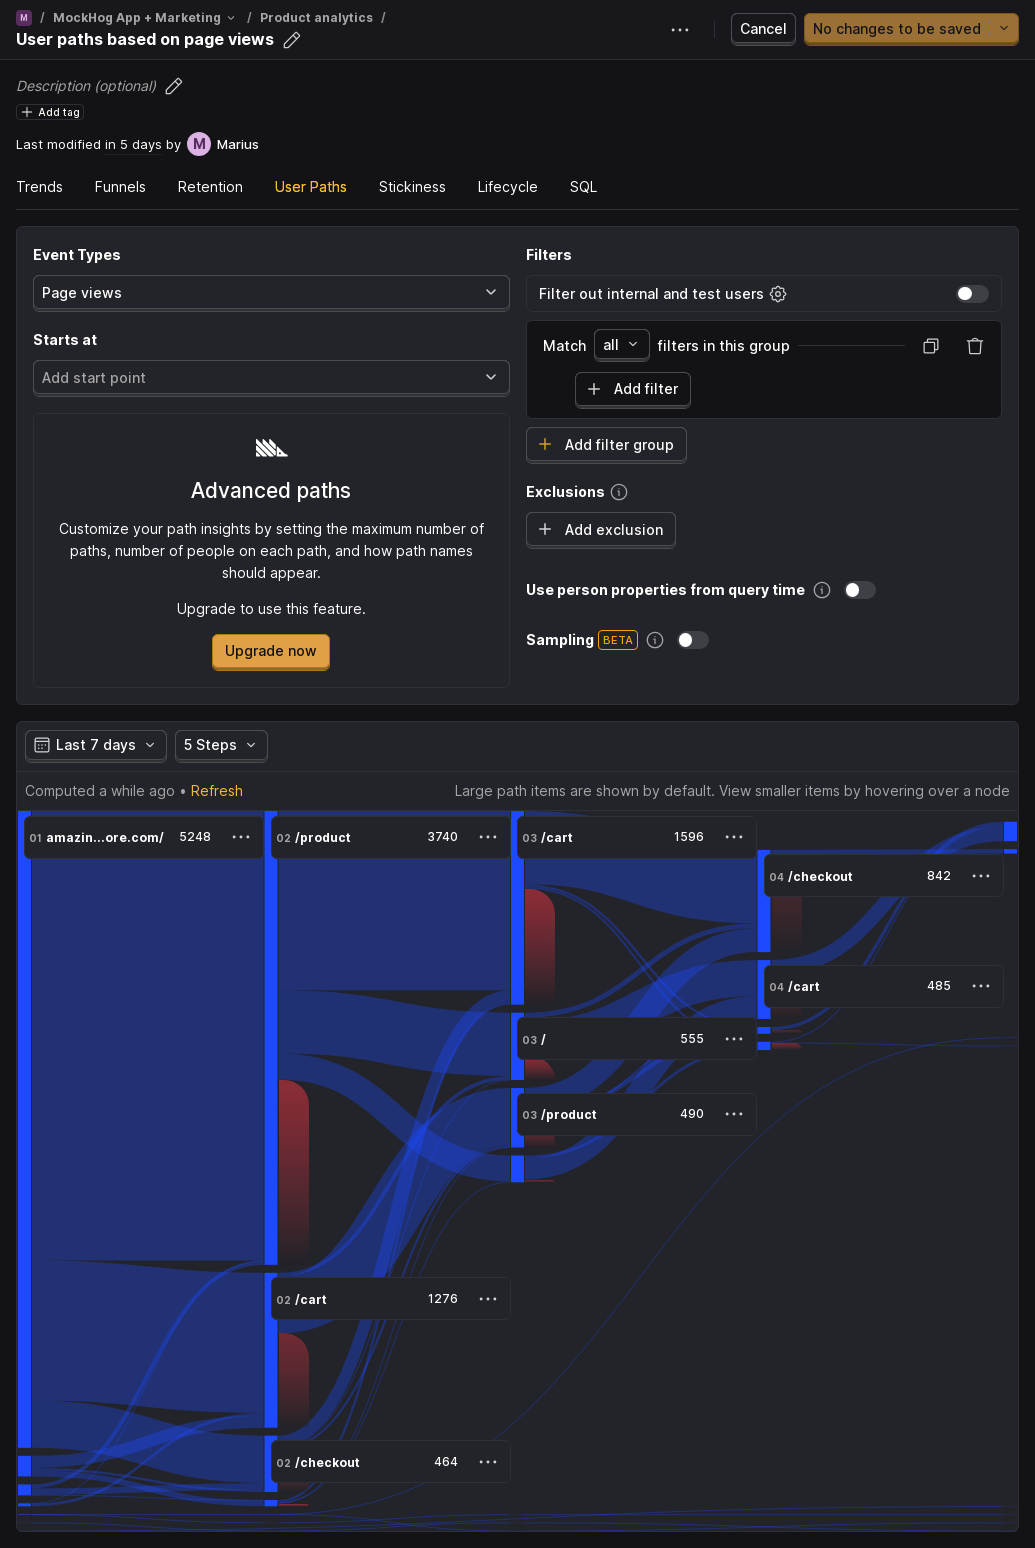 M / MockHog App + Marketing / Product analytics /
User paths based on page views
Cancel
No changes to be saved
Description (optional)
Add tag
Last modified in 5 days by M Marius
Trends Funnels Retention User Paths Stickiness Lifecycle SQL
Event Types
Page views
Starts at
Add start point
Advanced paths
Customize your path insights by setting the maximum number of
paths, number of people on each path, and how path names
should appear.
Upgrade to use this feature.
Upgrade now
Filters
Filter out internal and test users
Match all filters in this group
Add filter
Add filter group
Exclusions
Add exclusion
Use person properties from query time
Sampling BETA
Last 7 days 5 Steps
Computed a while ago • Refresh
Large path items are shown by default. View smaller items by hovering over a node
01 amazin...ore.com/ 5248
02 /product 3740
03 /cart 1596
04 /checkout 842
04 /cart 485
03 / 555
03 /product 490
02 /cart 1276
02 /checkout 464